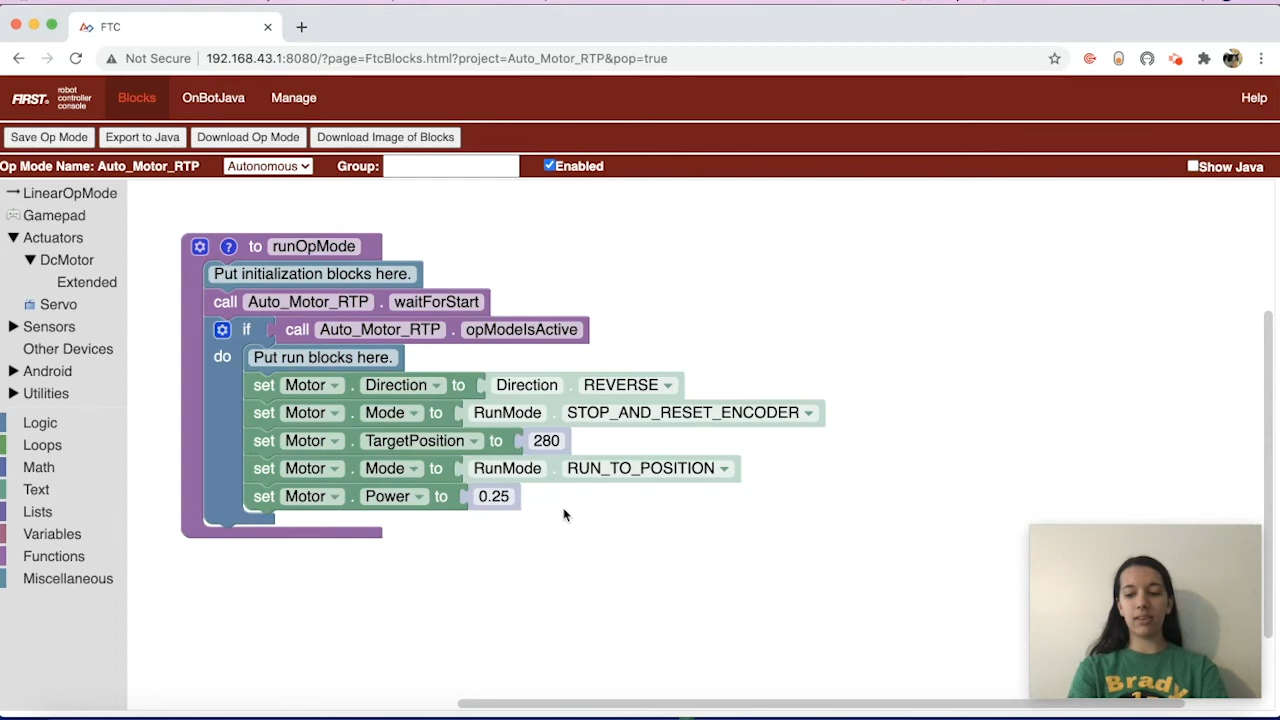 FTC
Not Secure 192.168.43.1:8080/?page=FtcBlocks.html?project=Auto_Motor_RTP&pop=true
FIRST. robot controller console Blocks OnBotJava Manage Help
Save Op Mode Export to Java Download Op Mode Download Image of Blocks
Op Mode Name: Auto_Motor_RTP Autonomous Group: Enabled Show Java
LinearOpMode
Gamepad
Actuators
DcMotor
Extended
Servo
Sensors
Other Devices
Android
Utilities
Logic
Loops
Math
Text
Lists
Variables
Functions
Miscellaneous
? to runOpMode
Put initialization blocks here.
call Auto_Motor_RTP . waitForStart
if call Auto_Motor_RTP . opModeIsActive
do Put run blocks here.
set Motor . Direction to Direction . REVERSE
set Motor . Mode to RunMode . STOP_AND_RESET_ENCODER
set Motor . TargetPosition to 280
set Motor . Mode to RunMode . RUN_TO_POSITION
set Motor . Power to 0.25
Brady